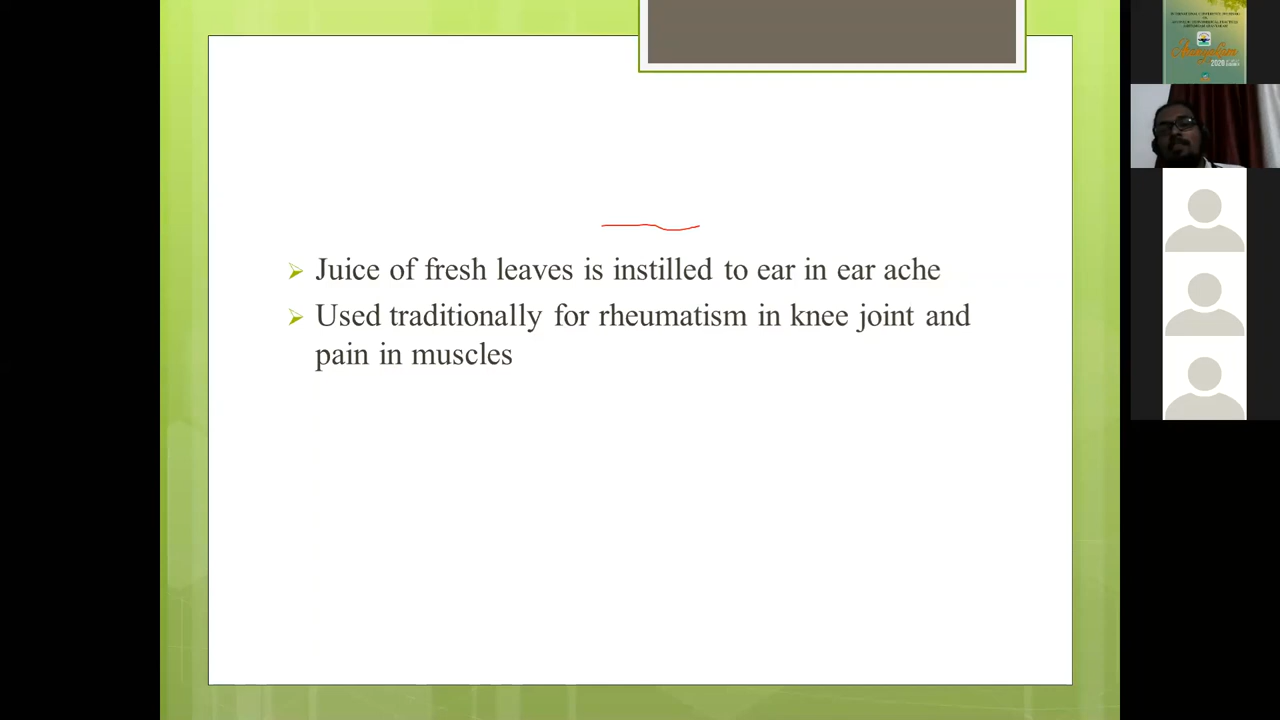 Juice of fresh leaves is instilled to ear in ear ache
Used traditionally for rheumatism in knee joint and
pain in muscles
2020